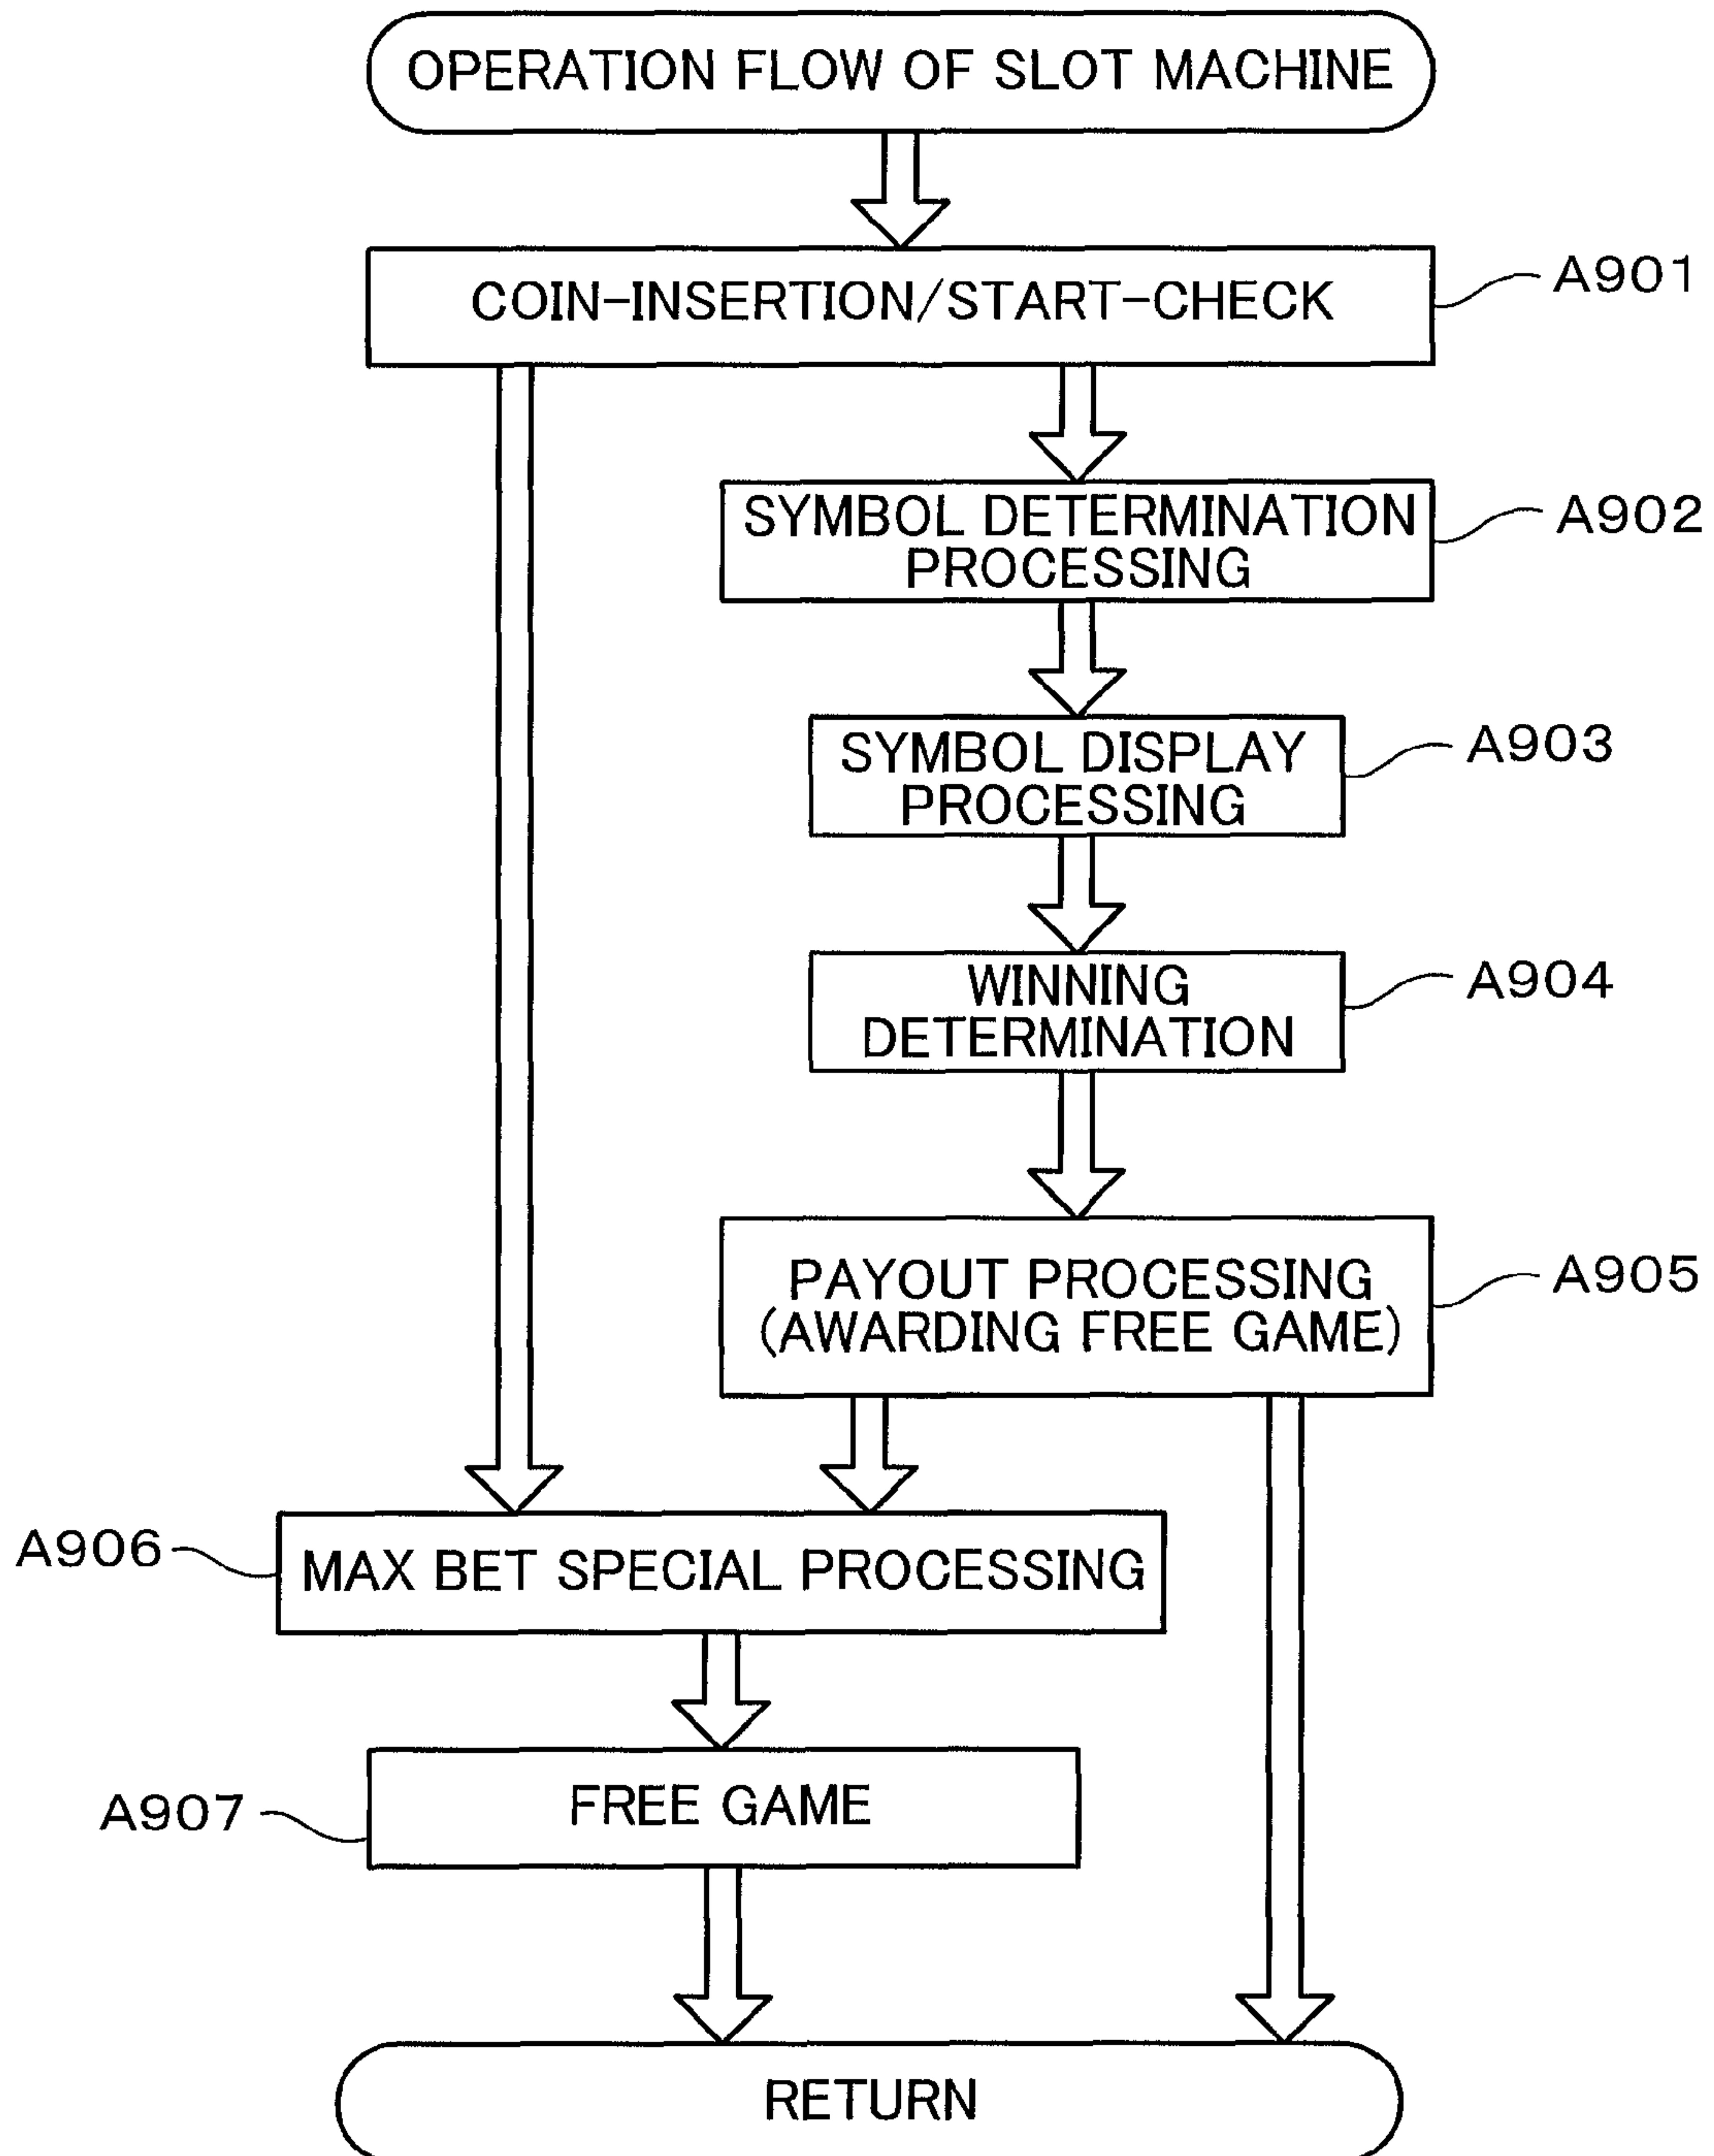 OPERATION FLOW OF SLOT MACHINE
COIN-INSERTION/START-CHECK
A901
SYMBOL DETERMINATION
PROCESSING
A902
SYMBOL DISPLAY
PROCESSING
A903
WINNING
DETERMINATION
A904
PAYOUT PROCESSING
(AWARDING FREE GAME)
A905
A906
MAX BET SPECIAL PROCESSING
A907
FREE GAME
RETURN